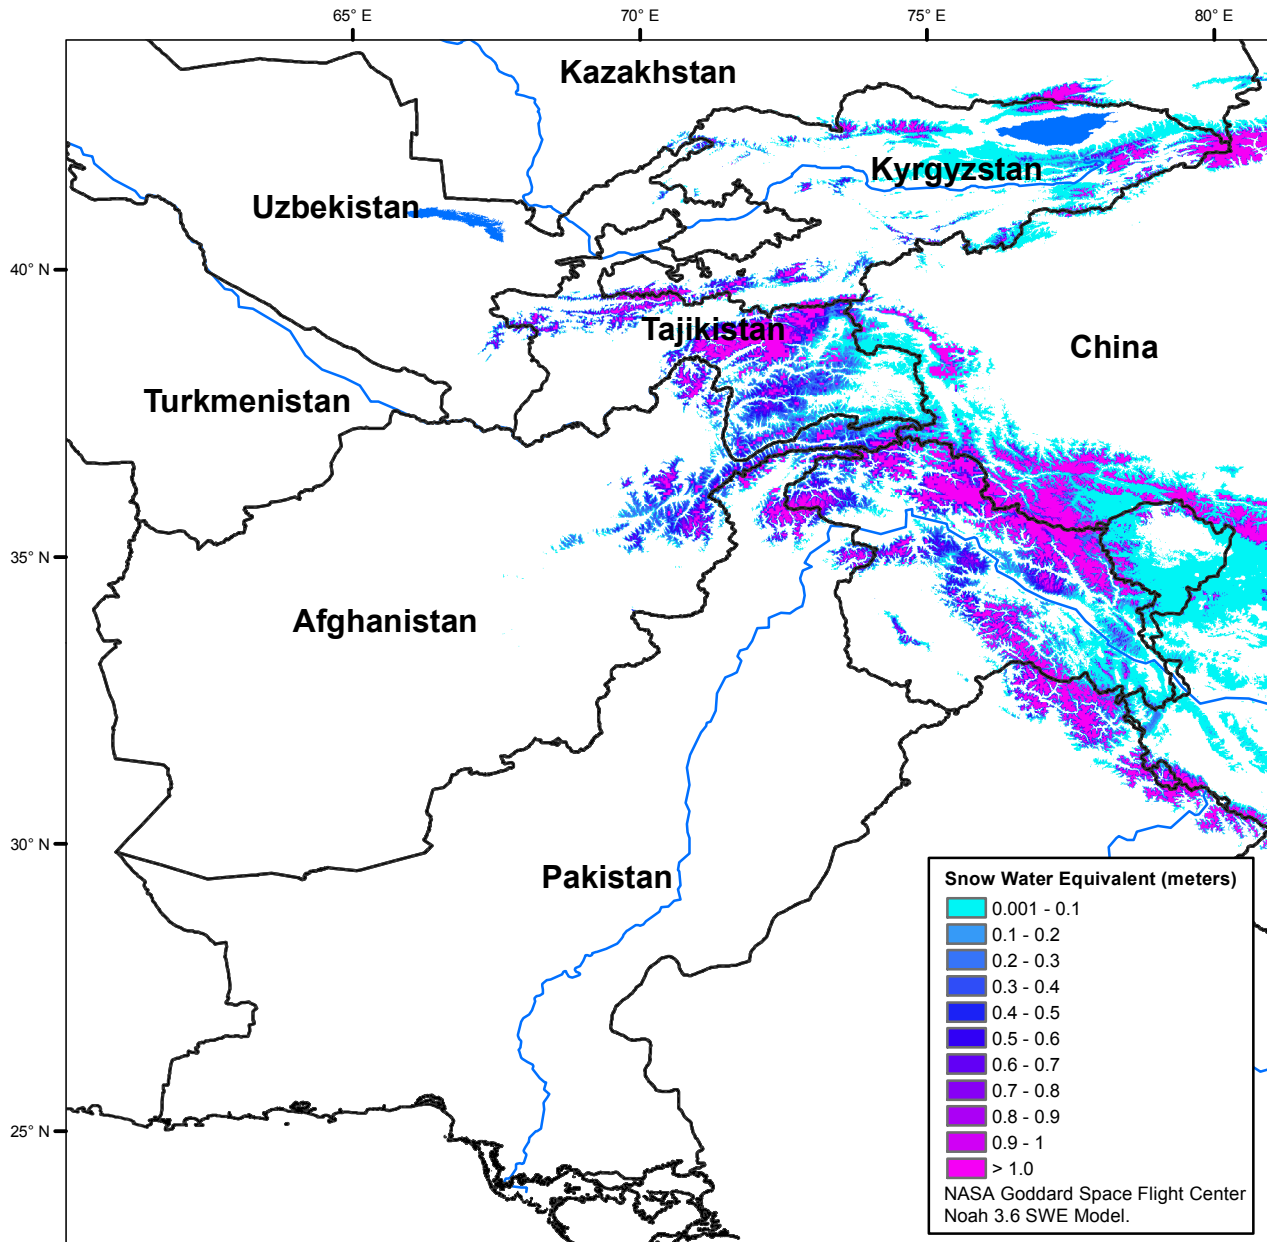 65° E
70° E
75° E
80° E
Kazakhstan
Kyrgyzstan
Uzbekistan
40° N
Tajikistan
China
Turkmenistan
35° N
Afghanistan
30° N
Pakistan
25° N
Snow Water Equivalent (meters)
0.001 - 0.1
0.1 - 0.2
0.2 - 0.3
0.3 - 0.4
0.4 - 0.5
0.5 - 0.6
0.6 - 0.7
0.7 - 0.8
0.8 - 0.9
0.9 - 1
> 1.0
NASA Goddard Space Flight Center
Noah 3.6 SWE Model.